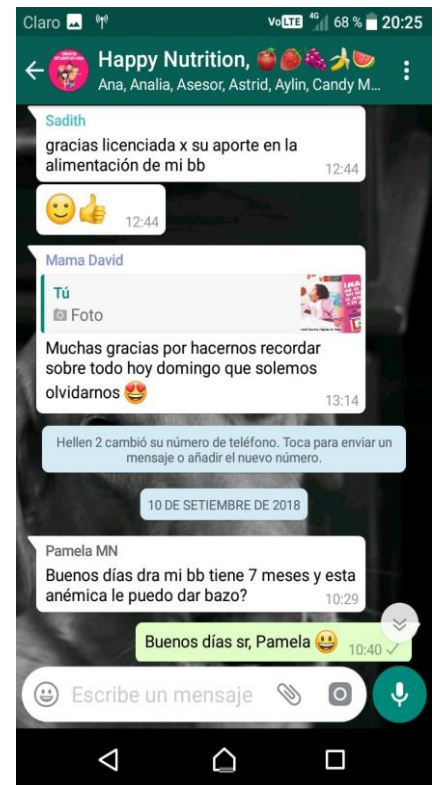 Claro VoLTE 4G 68 % 20:25
Happy Nutrition, 🍎🍘🍇🍌🍉
Ana, Analia, Asesor, Astrid, Aylin, Candy M...
Sadith
gracias licenciada x su aporte en la
alimentación de mi bb
12:44
🙂👍 12:44
Mama David
Tú
Foto
Muchas gracias por hacernos recordar
sobre todo hoy domingo que solemos
olvidarnos 😍
13:14
Hellen 2 cambió su número de teléfono. Toca para enviar un
mensaje o añadir el nuevo número.
10 DE SETIEMBRE DE 2018
Pamela MN
Buenos días dra mi bb tiene 7 meses y esta
anémica le puedo dar bazo?
10:29
Buenos días sr, Pamela 😃 10:40
Escribe un mensaje